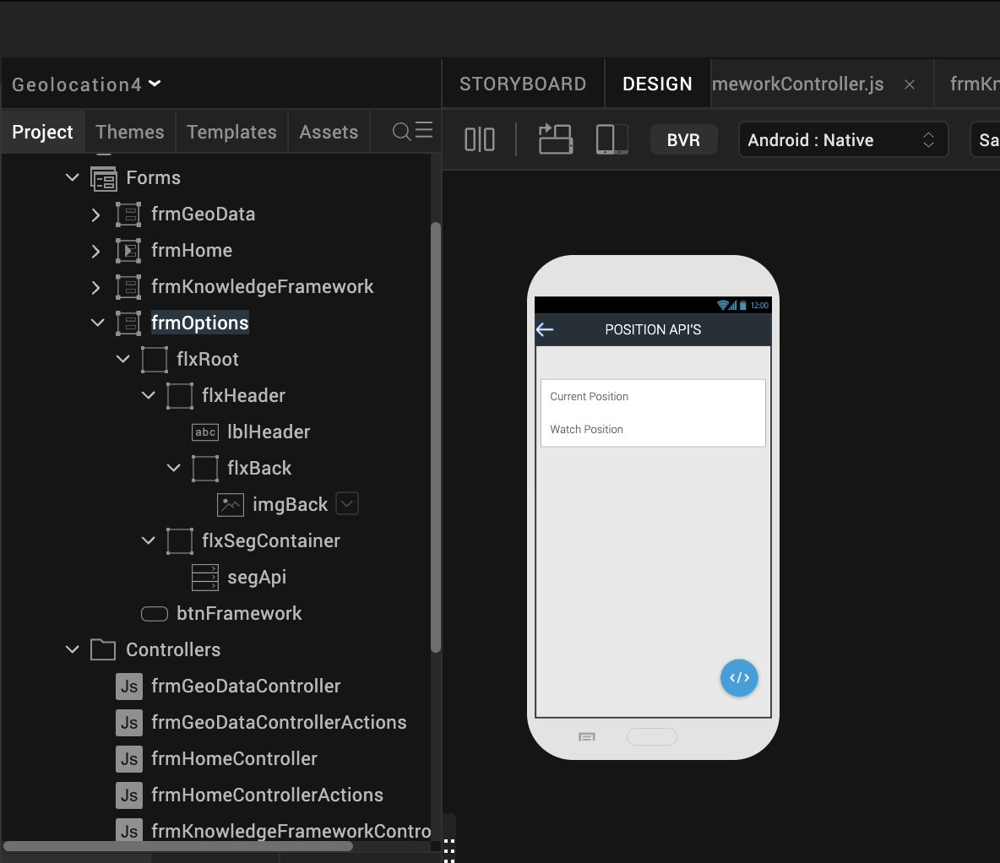 Geolocation4
STORYBOARD DESIGN meworkController.js × frmKn
Project Themes Templates Assets
BVR Android : Native Sa
Forms
frmGeoData
frmHome
frmKnowledgeFramework
frmOptions
flxRoot
flxHeader
abc lblHeader
flxBack
imgBack
flxSegContainer
segApi
btnFramework
Controllers
Js frmGeoDataController
Js frmGeoDataControllerActions
Js frmHomeController
Js frmHomeControllerActions
Js frmKnowledgeFrameworkContro
12:00
POSITION API'S
Current Position
Watch Position
</>